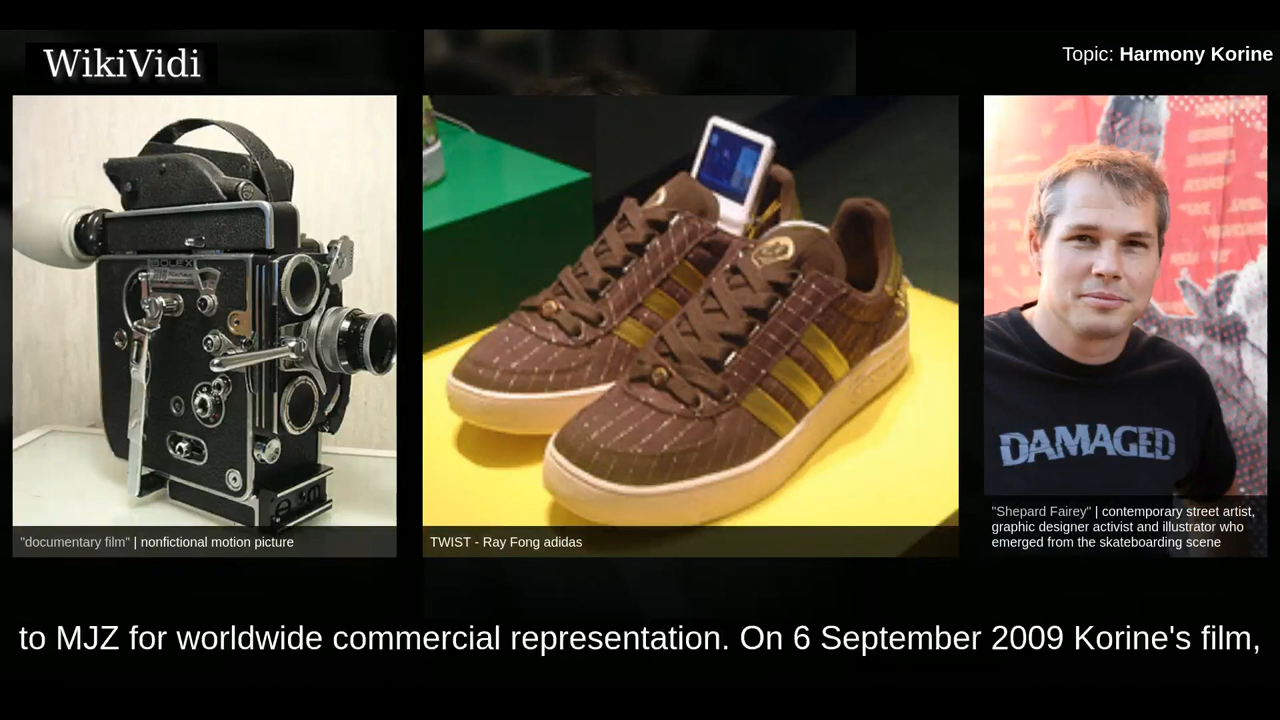 WikiVidi
Topic: Harmony Korine
BOLEX
DAMAGED
"documentary film" | nonfictional motion picture
TWIST - Ray Fong adidas
"Shepard Fairey" | contemporary street artist,
graphic designer activist and illustrator who
emerged from the skateboarding scene
to MJZ for worldwide commercial representation. On 6 September 2009 Korine's film,